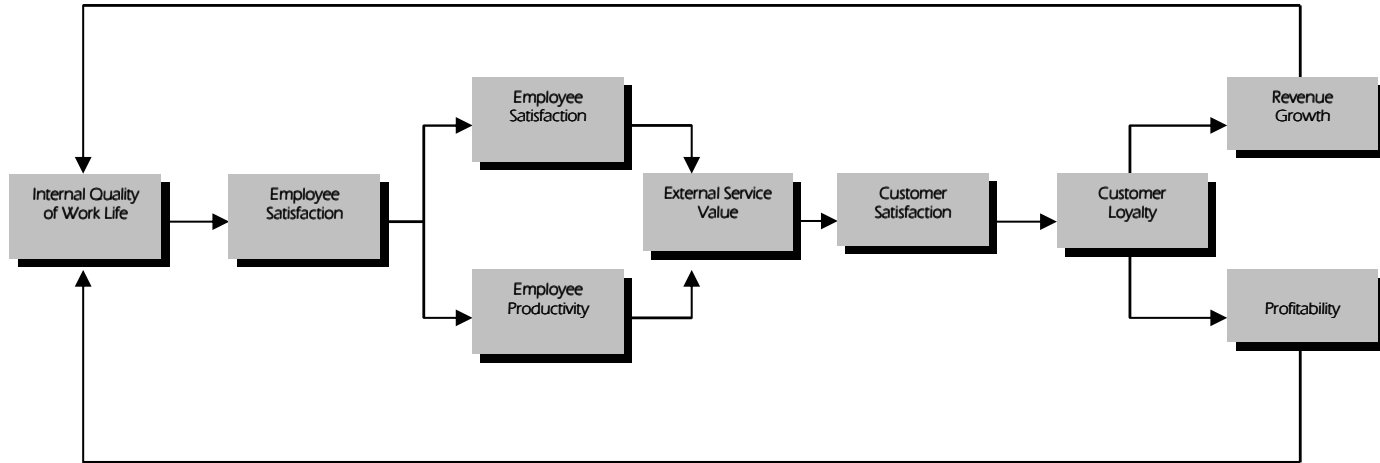 Internal Quality
of Work Life
Employee
Satisfaction
Employee
Satisfaction
Employee
Productivity
External Service
Value
Customer
Satisfaction
Customer
Loyalty
Revenue
Growth
Profitability